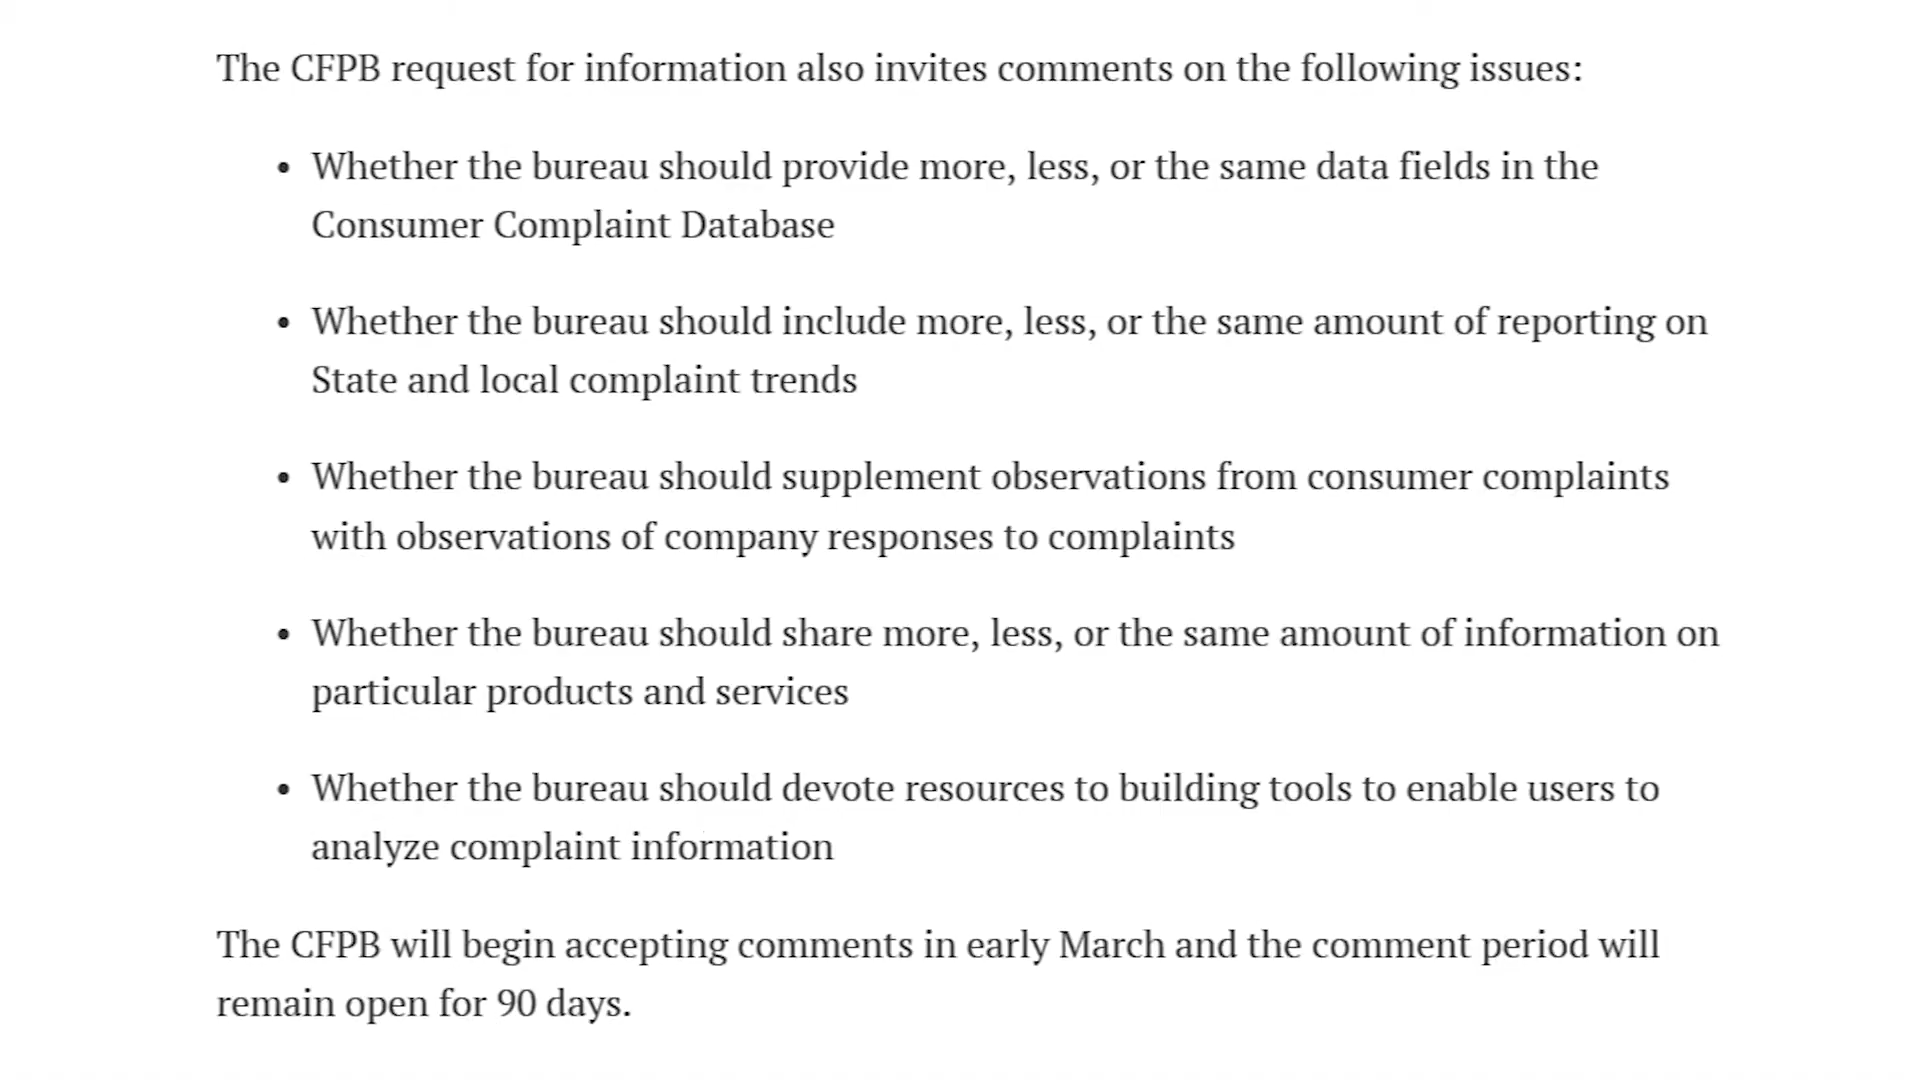 The CFPB request for information also invites comments on the following issues:
• Whether the bureau should provide more, less, or the same data fields in the
Consumer Complaint Database
• Whether the bureau should include more, less, or the same amount of reporting on
State and local complaint trends
• Whether the bureau should supplement observations from consumer complaints
with observations of company responses to complaints
• Whether the bureau should share more, less, or the same amount of information on
particular products and services
• Whether the bureau should devote resources to building tools to enable users to
analyze complaint information
The CFPB will begin accepting comments in early March and the comment period will
remain open for 90 days.